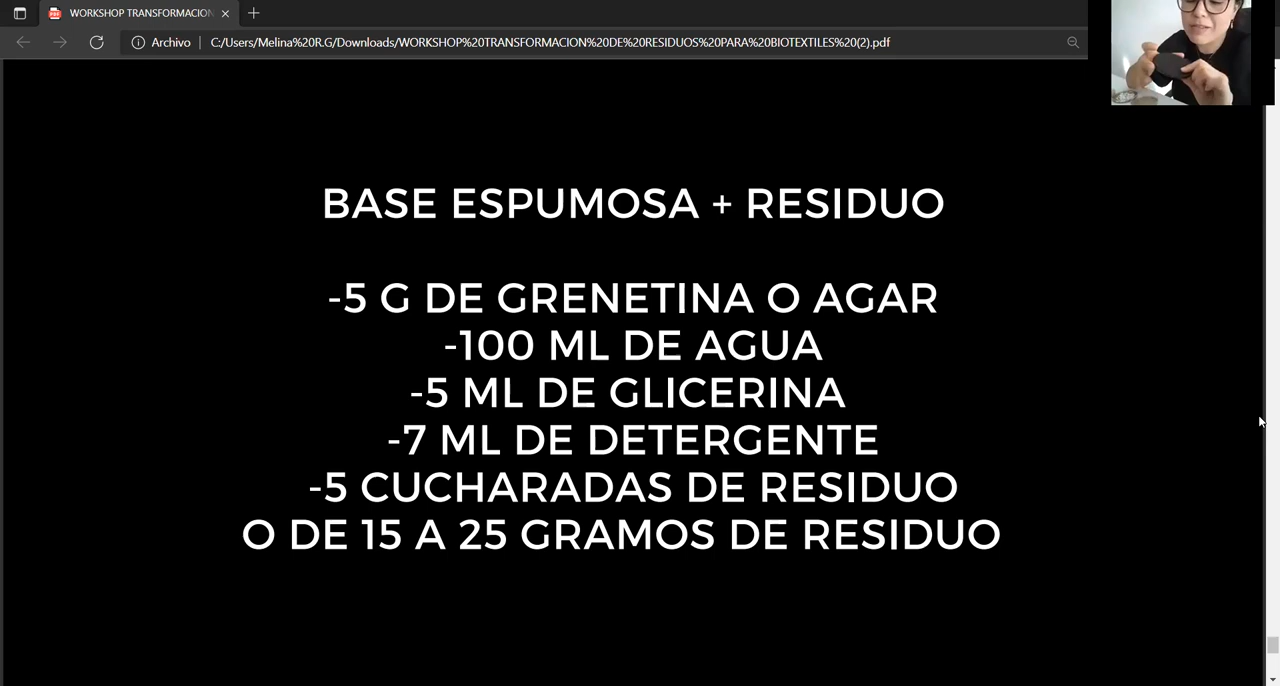 WORKSHOP TRANSFORMACION
Archivo
C:/Users/Melina%20R.G/Downloads/WORKSHOP%20TRANSFORMACION%20DE%20RESIDUOS%20PARA%20BIOTEXTILES%20(2).pdf
BASE ESPUMOSA + RESIDUO
-5 G DE GRENETINA O AGAR
-100 ML DE AGUA
-5 ML DE GLICERINA
-7 ML DE DETERGENTE
-5 CUCHARADAS DE RESIDUO
O DE 15 A 25 GRAMOS DE RESIDUO